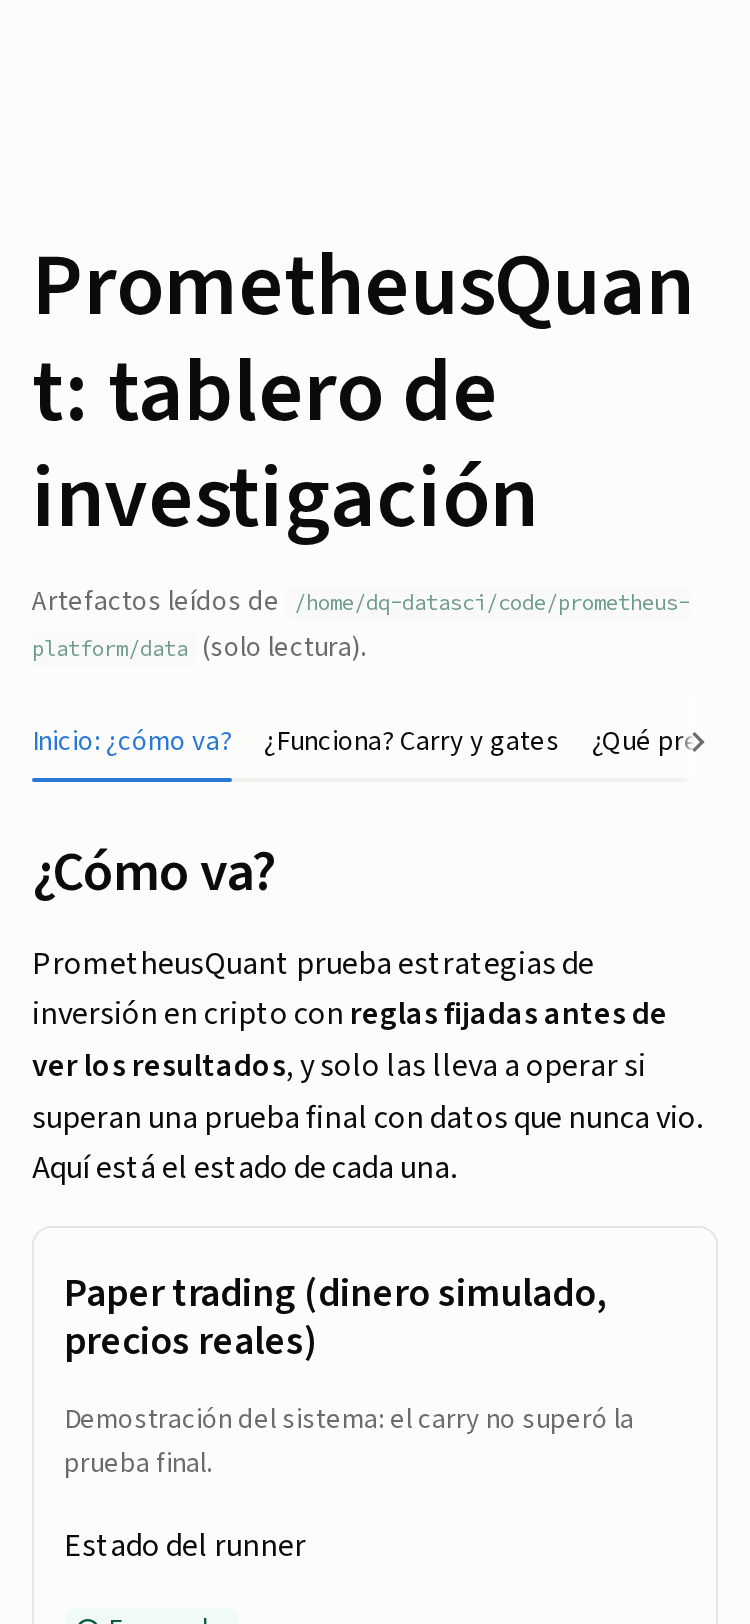 PrometheusQuan
t: tablero de
investigación
Artefactos leídos de /home/dq-datasci/code/prometheus-
platform/data (solo lectura).
Inicio: ¿cómo va? ¿Funciona? Carry y gates ¿Qué
¿Cómo va?
PrometheusQuant prueba estrategias de
inversión en cripto con reglas fijadas antes de
ver los resultados, y solo las lleva a operar si
superan una prueba final con datos que nunca vio.
Aquí está el estado de cada una.
Paper trading (dinero simulado,
precios reales)
Demostración del sistema: el carry no superó la
prueba final.
Estado del runner